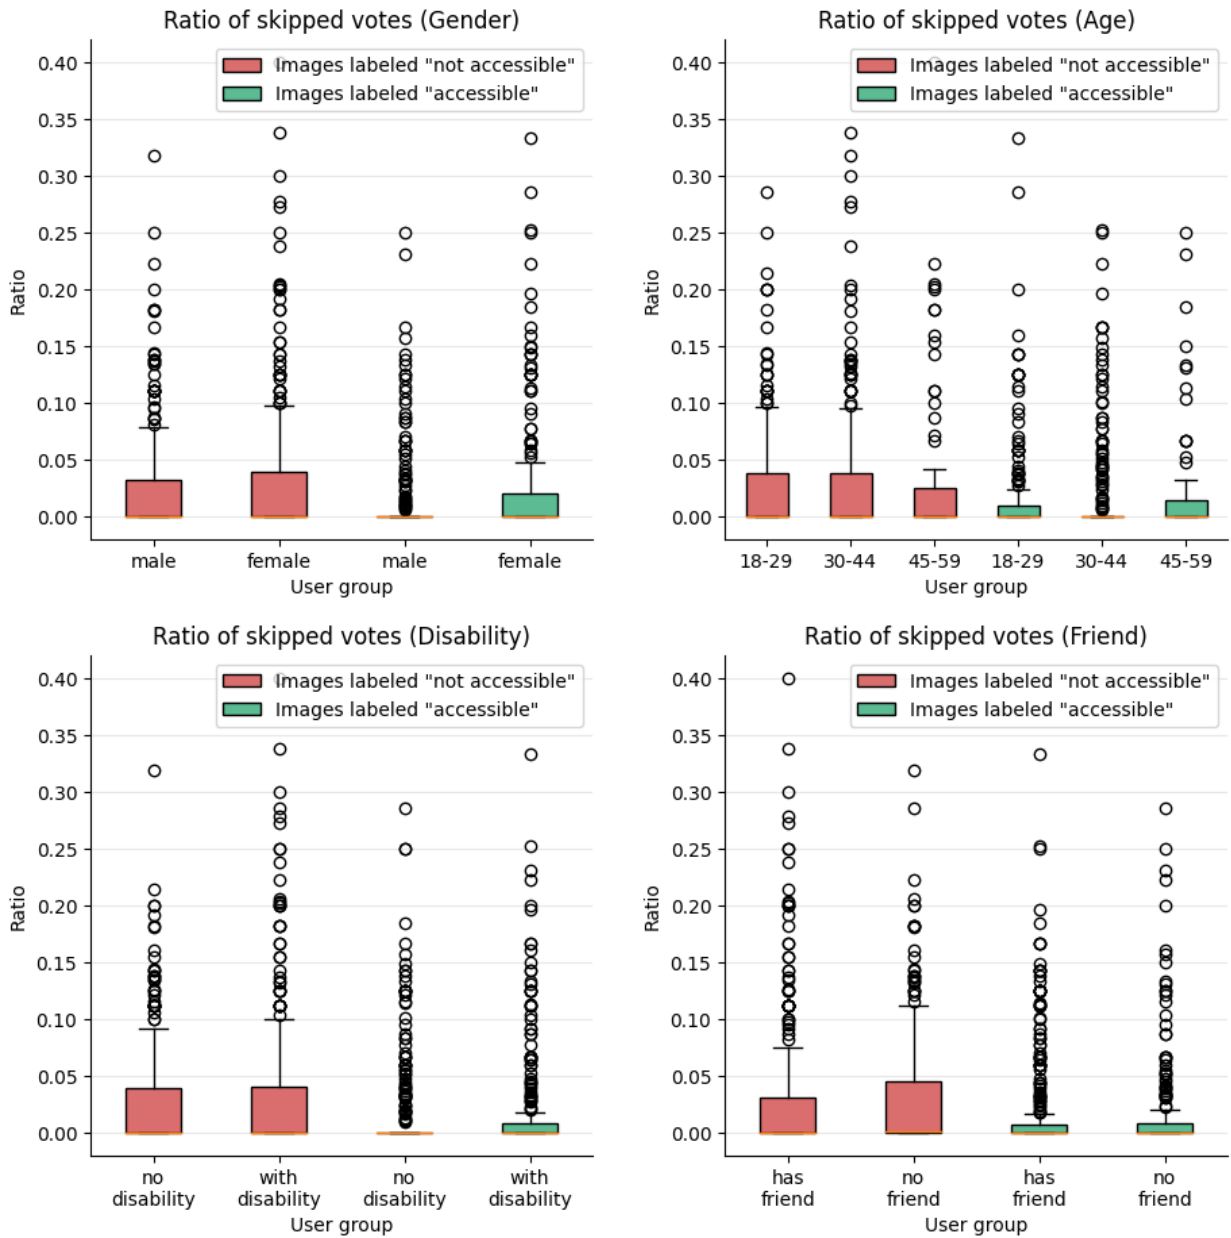 Ratio of skipped votes (Gender)
Images labeled "not accessible"
Images labeled "accessible"
0.40
0.35
0.30
0.25
0.20
0.15
0.10
0.05
0.00
Ratio
male
female
male
female
User group
Ratio of skipped votes (Age)
Images labeled "not accessible"
Images labeled "accessible"
0.40
0.35
0.30
0.25
0.20
0.15
0.10
0.05
0.00
Ratio
18-29
30-44
45-59
18-29
30-44
45-59
User group
Ratio of skipped votes (Disability)
Images labeled "not accessible"
Images labeled "accessible"
0.40
0.35
0.30
0.25
0.20
0.15
0.10
0.05
0.00
Ratio
no
disability
with
disability
no
disability
with
disability
User group
Ratio of skipped votes (Friend)
Images labeled "not accessible"
Images labeled "accessible"
0.40
0.35
0.30
0.25
0.20
0.15
0.10
0.05
0.00
Ratio
has
friend
no
friend
has
friend
no
friend
User group